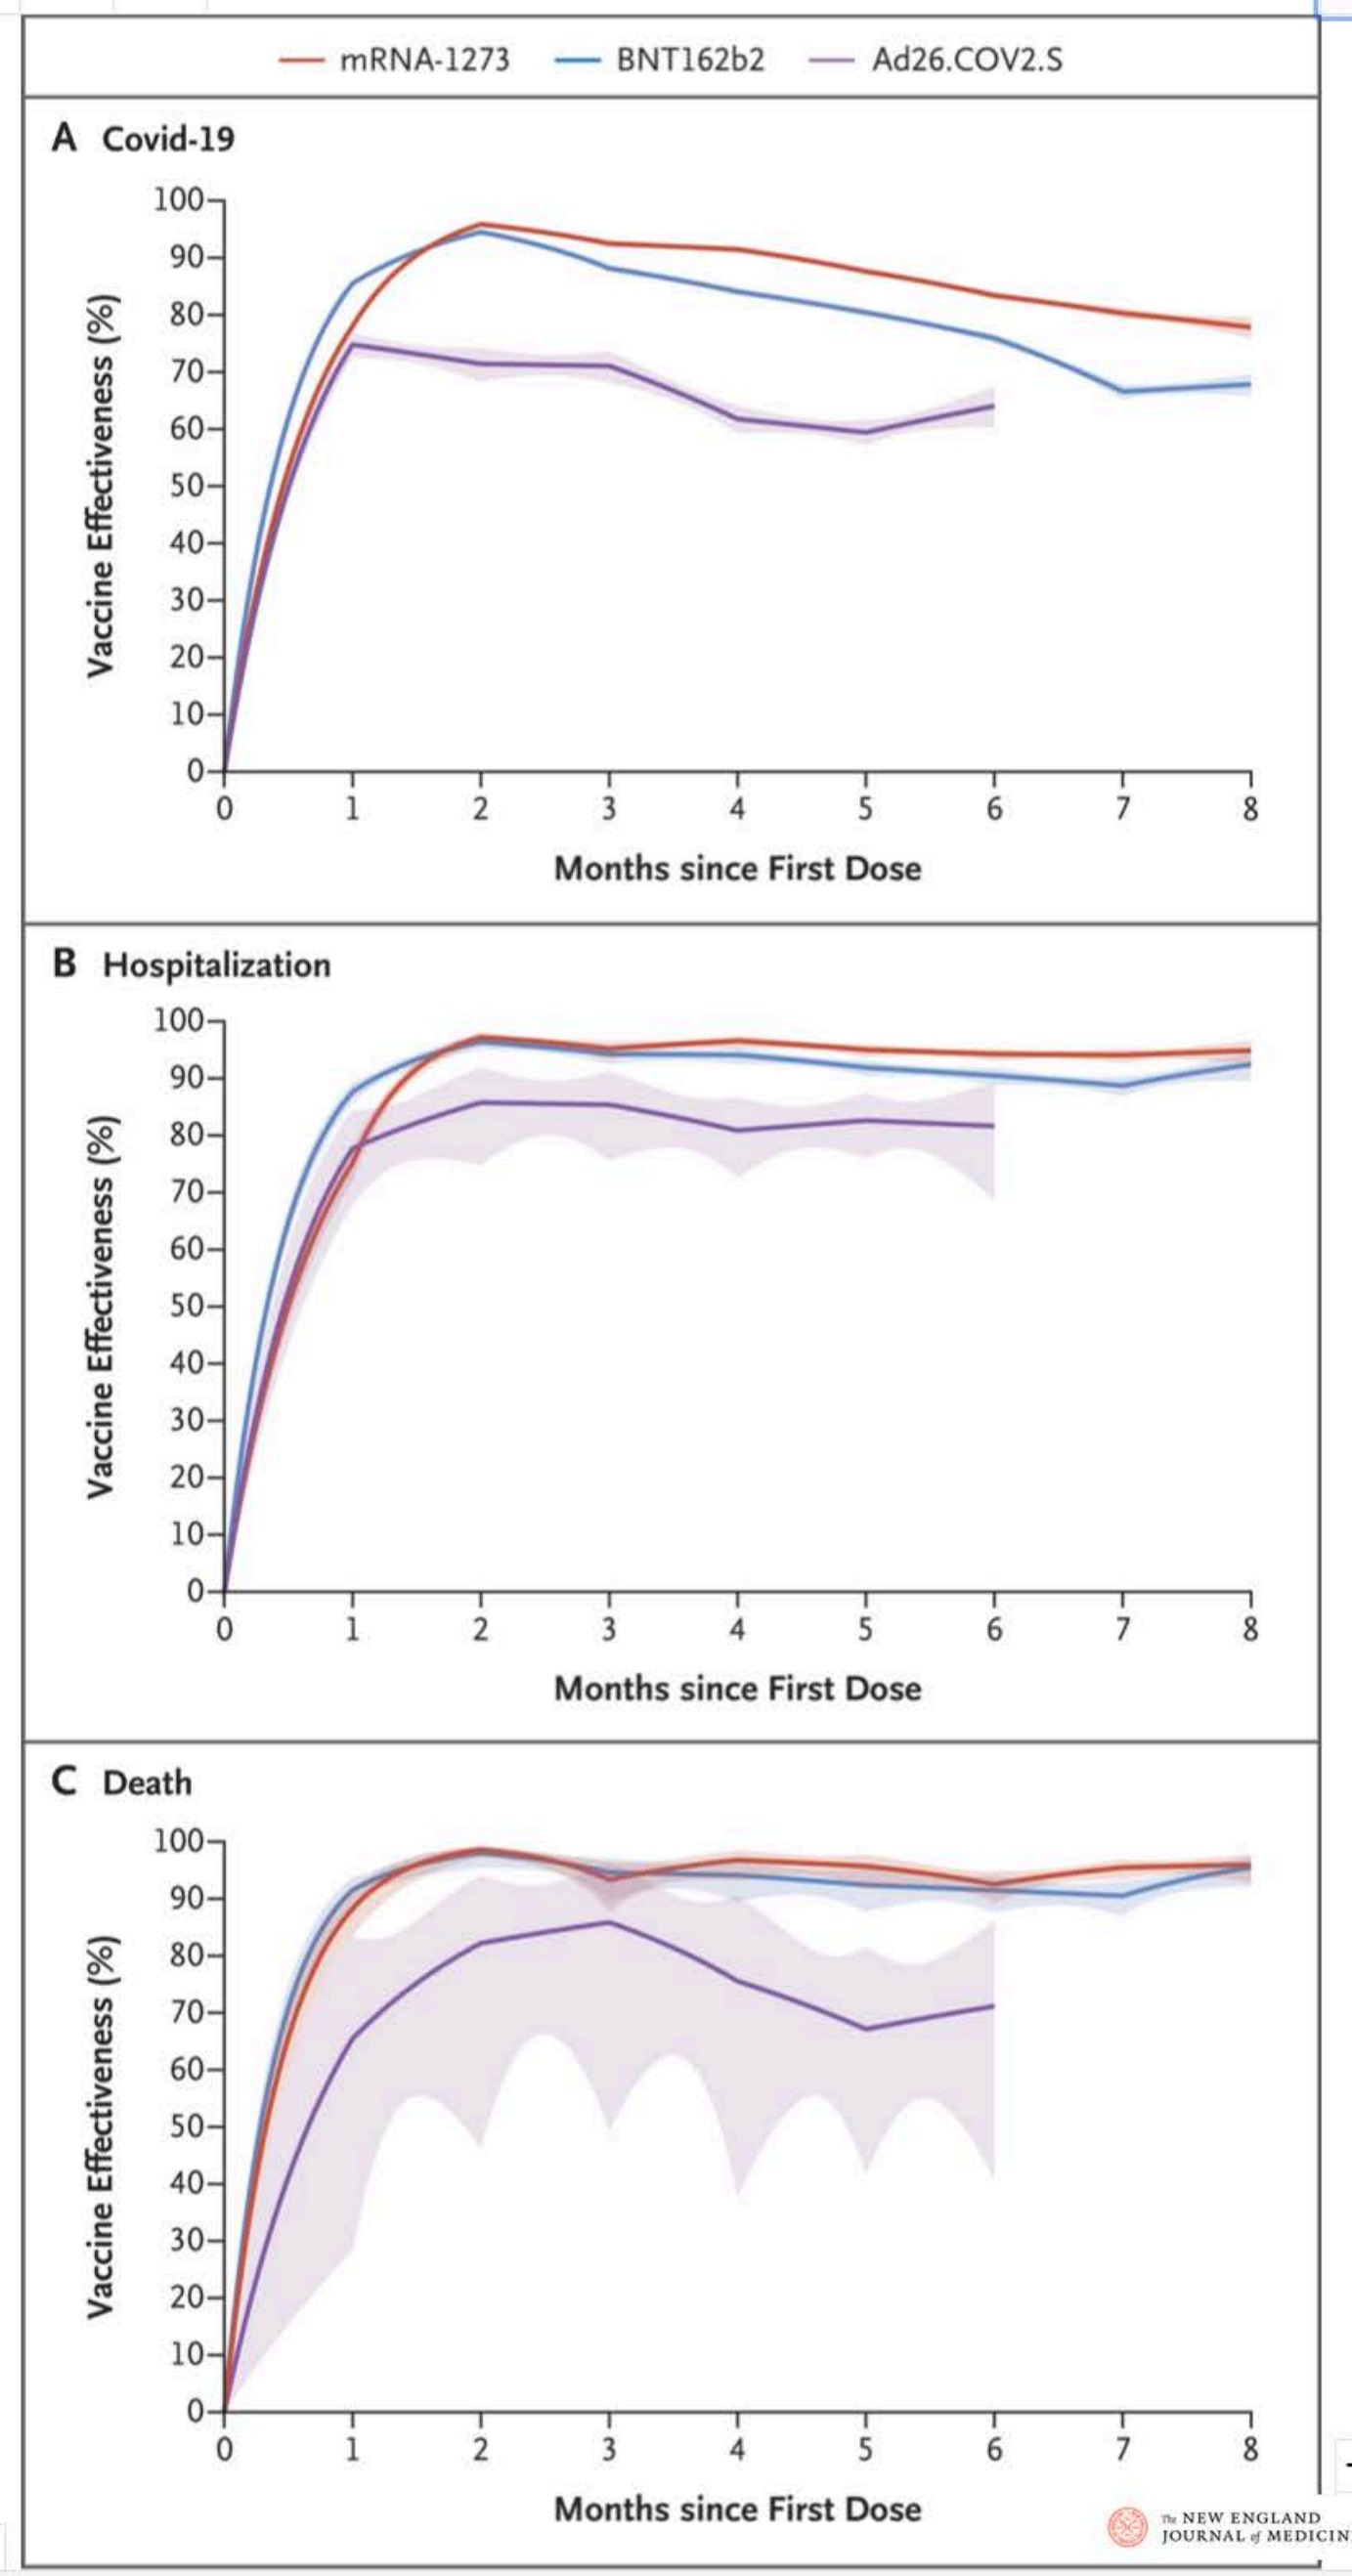 mRNA-1273 BNT162b2 Ad26.COV2.S
A Covid-19
Vaccine Effectiveness (%)
100
90
80
70
60
50
40
30
20
10
0
0 1 2 3 4 5 6 7 8
Months since First Dose
B Hospitalization
Vaccine Effectiveness (%)
100
90
80
70
60
50
40
30
20
10
0
0 1 2 3 4 5 6 7 8
Months since First Dose
C Death
Vaccine Effectiveness (%)
100
90
80
70
60
50
40
30
20
10
0
0 1 2 3 4 5 6 7 8
Months since First Dose
The NEW ENGLAND
JOURNAL of MEDICIN